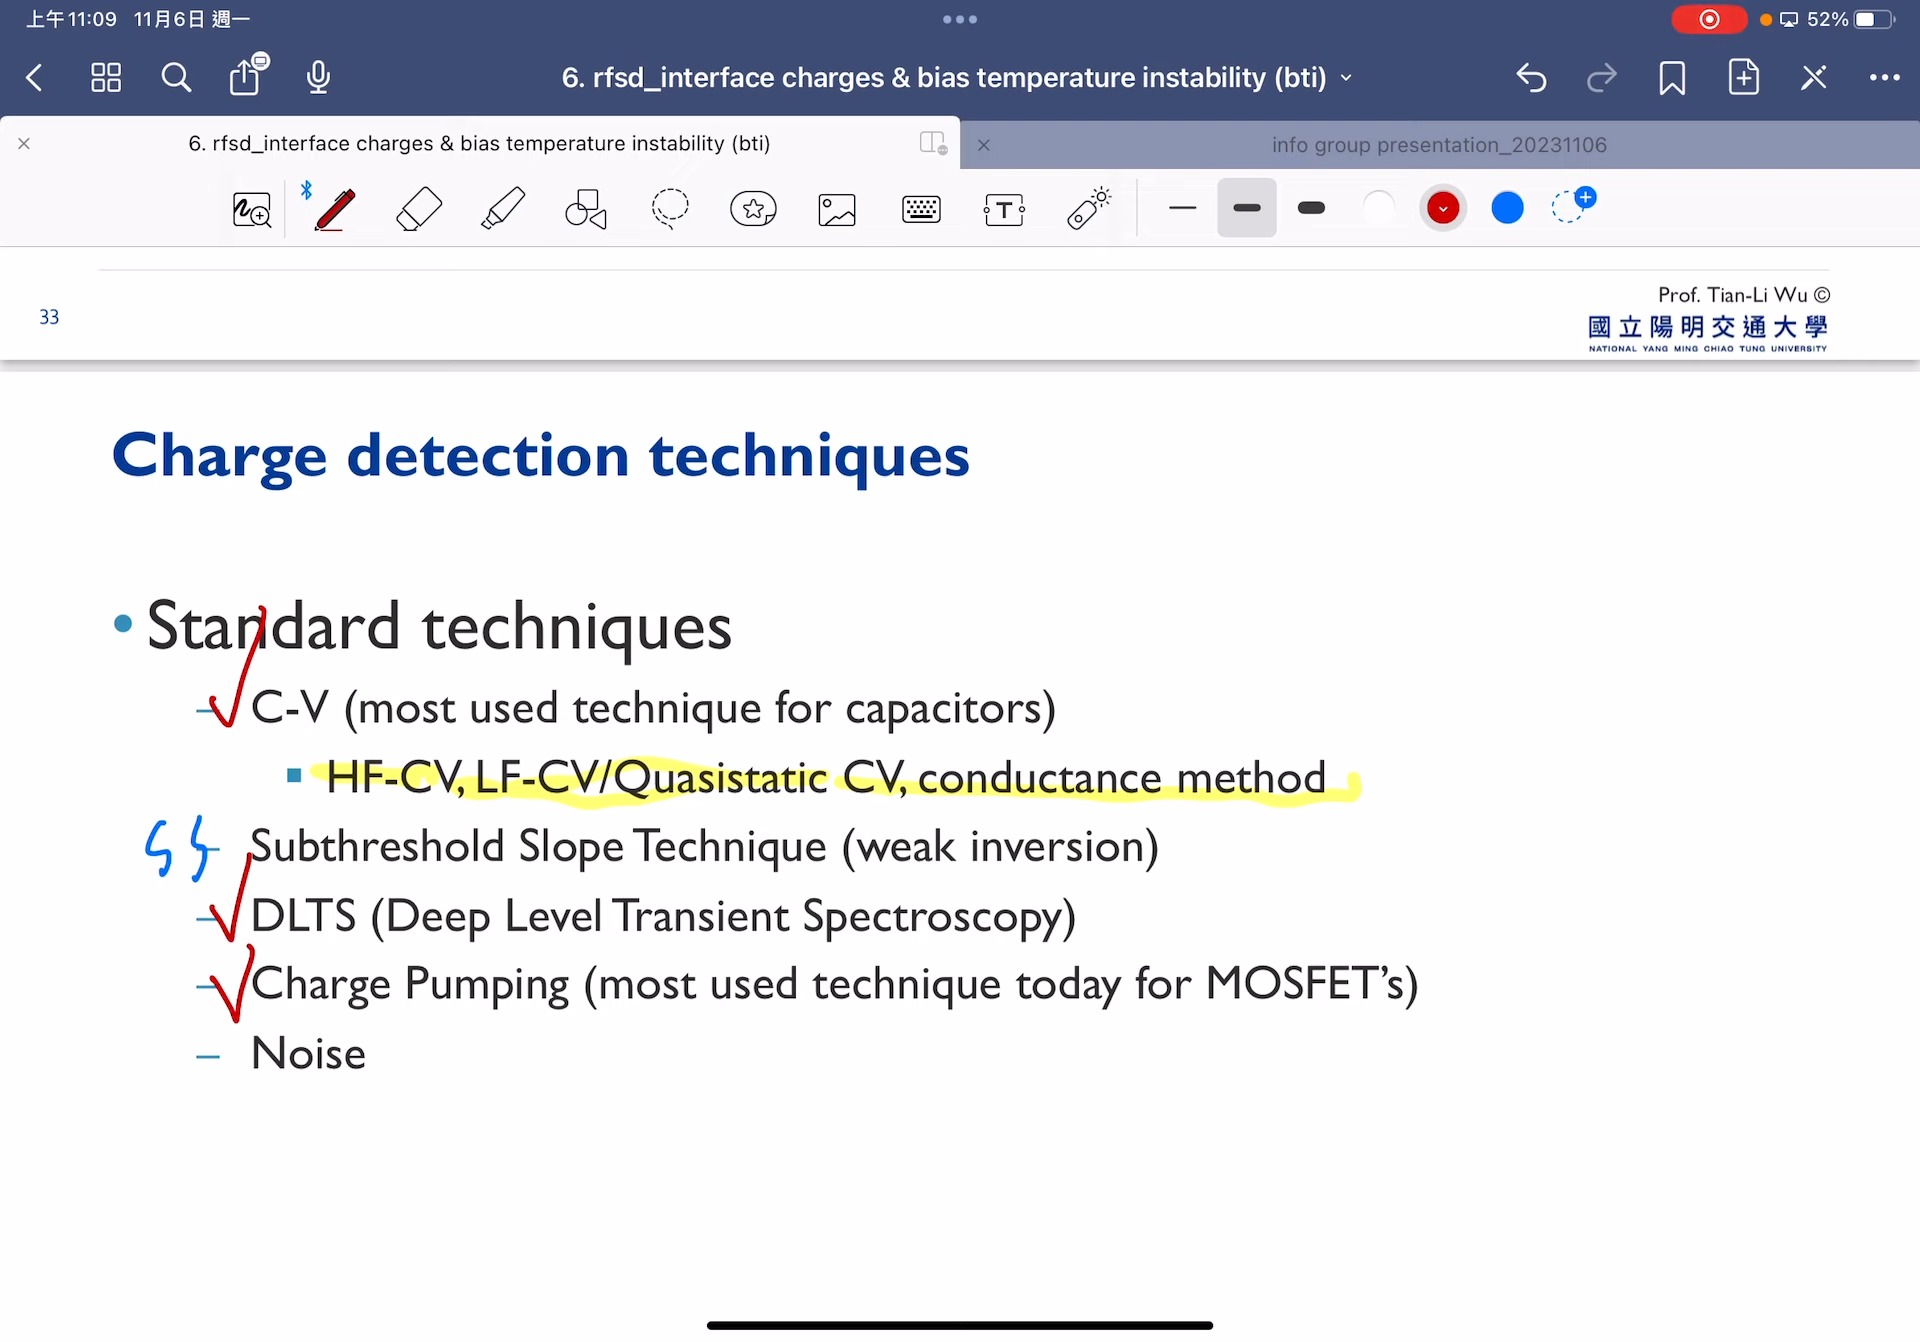 上午11:09 11月6日 週一
52%
6. rfsd_interface charges & bias temperature instability (bti)
6. rfsd_interface charges & bias temperature instability (bti)
info group presentation_20231106
T
33
Prof. Tian-Li Wu ©
國立陽明交通大學
NATIONAL YANG MING CHIAO TUNG UNIVERSITY
Charge detection techniques
• Standard techniques
– C-V (most used technique for capacitors)
▪ HF-CV, LF-CV/Quasistatic CV, conductance method
– Subthreshold Slope Technique (weak inversion)
– DLTS (Deep Level Transient Spectroscopy)
– Charge Pumping (most used technique today for MOSFET’s)
– Noise